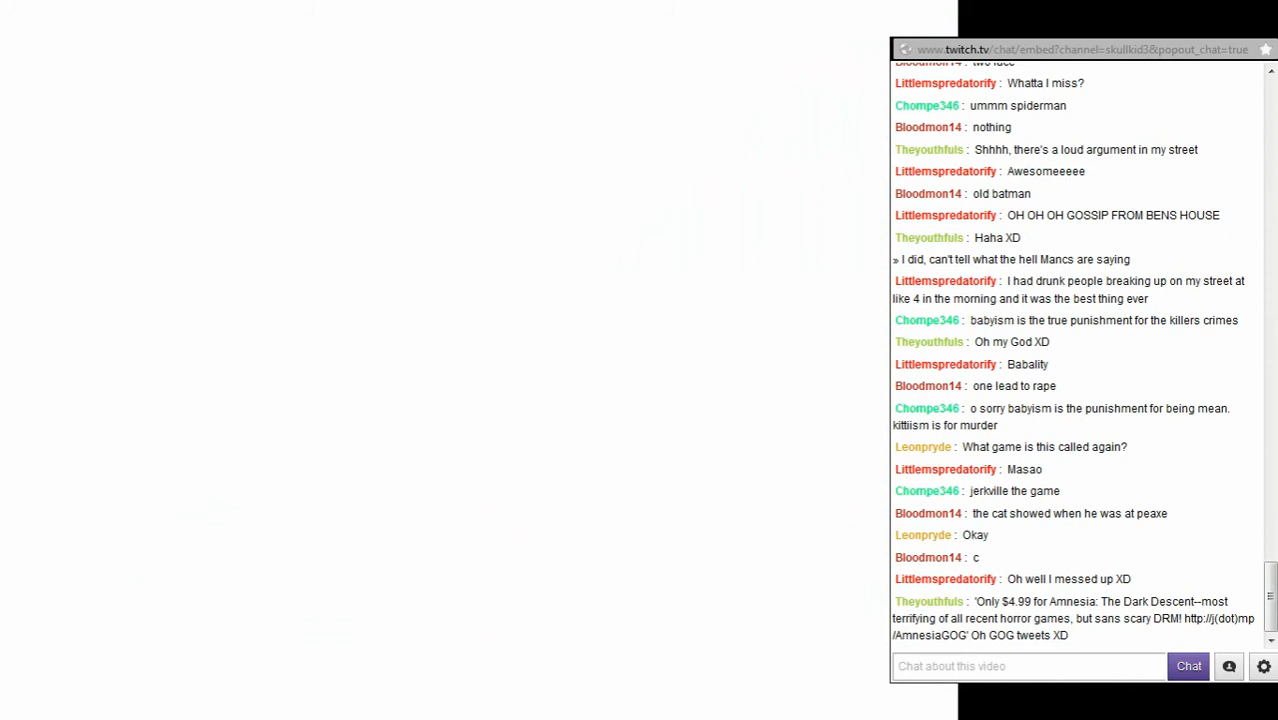 www.twitch.tv/chat/embed?channel=skullkid3&popout_chat=true
Bloodmon14 : two face
Littlemspredatorify : Whatta I miss?
Chompe346 : ummm spiderman
Bloodmon14 : nothing
Theyouthfuls : Shhhh, there's a loud argument in my street
Littlemspredatorify : Awesomeeeee
Bloodmon14 : old batman
Littlemspredatorify : OH OH OH GOSSIP FROM BENS HOUSE
Theyouthfuls : Haha XD
» I did, can't tell what the hell Mancs are saying
Littlemspredatorify : I had drunk people breaking up on my street at
like 4 in the morning and it was the best thing ever
Chompe346 : babyism is the true punishment for the killers crimes
Theyouthfuls : Oh my God XD
Littlemspredatorify : Babality
Bloodmon14 : one lead to rape
Chompe346 : o sorry babyism is the punishment for being mean.
kittiism is for murder
Leonpryde : What game is this called again?
Littlemspredatorify : Masao
Chompe346 : jerkville the game
Bloodmon14 : the cat showed when he was at peaxe
Leonpryde : Okay
Bloodmon14 : c
Littlemspredatorify : Oh well I messed up XD
Theyouthfuls : 'Only $4.99 for Amnesia: The Dark Descent--most
terrifying of all recent horror games, but sans scary DRM! http://j(dot)mp
/AmnesiaGOG' Oh GOG tweets XD
Chat about this video
Chat